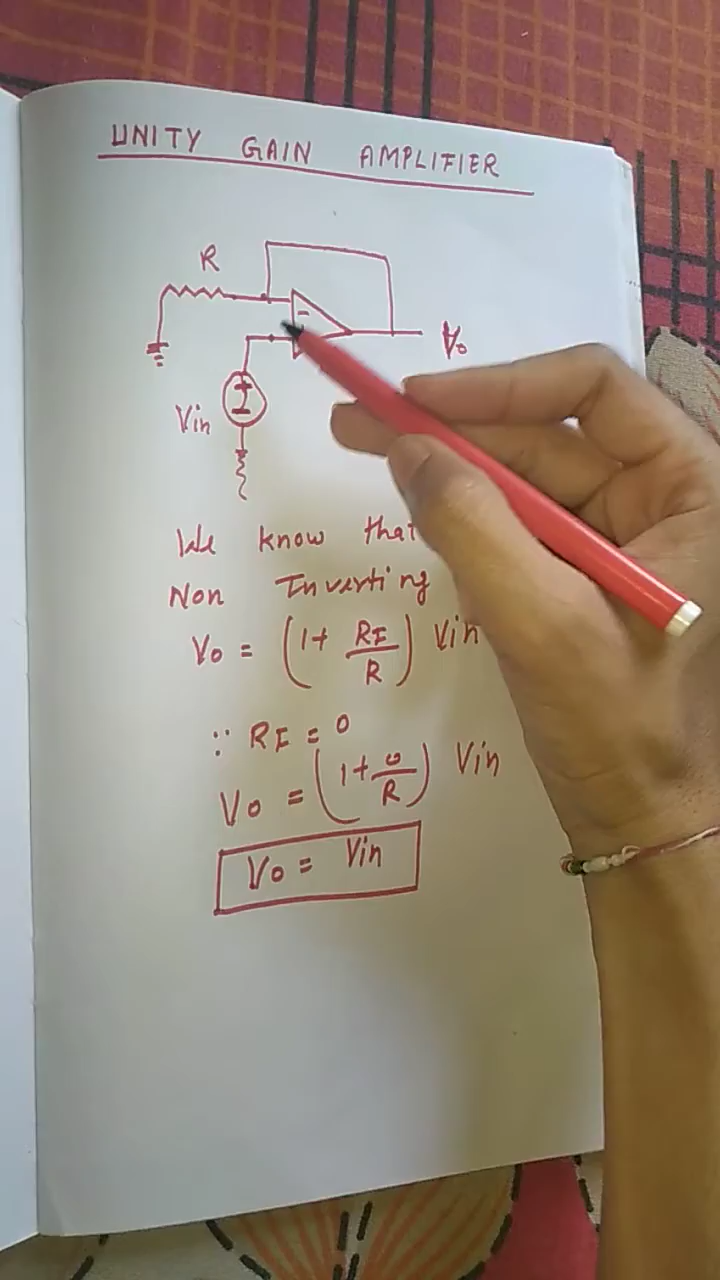 UNITY GAIN AMPLIFIER
R
-
Vo
Vin
We know that
Non Inverting
Vo = (1+ RF/R) Vin
∵ RF = 0
Vo = (1+ 0/R) Vin
Vo = Vin